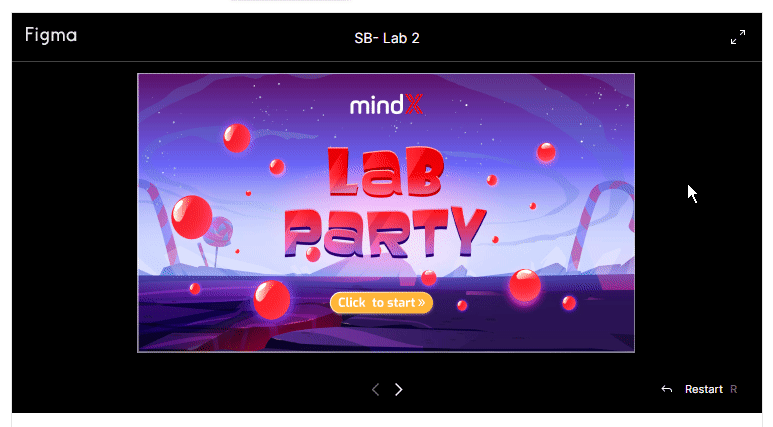 Figma
SB- Lab 2
mindX
LaB
PaRTY
Click to start »
Restart R